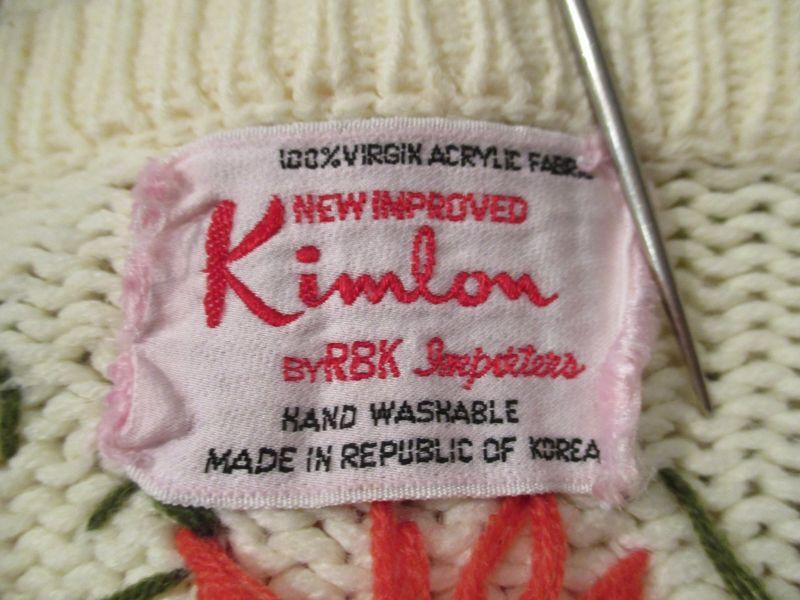 100% VIRGIN ACRYLIC FABRIC
NEW IMPROVED
Kimlon
BY RBK Importers
HAND WASHABLE
MADE IN REPUBLIC OF KOREA